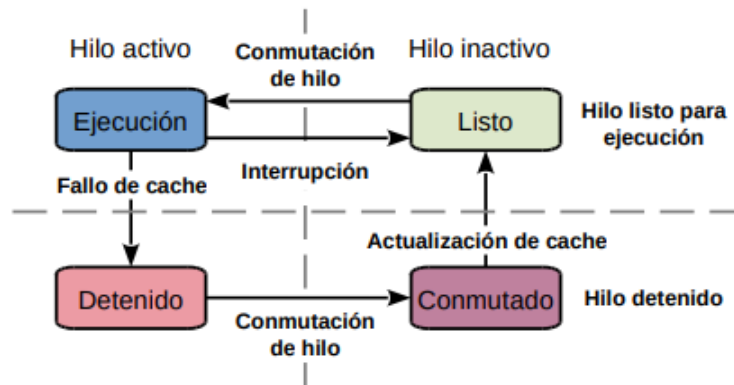 Hilo activo
Conmutación
de hilo
Hilo inactivo
Ejecución
Listo
Hilo listo para
ejecución
Interrupción
Fallo de cache
Actualización de cache
Detenido
Conmutado
Hilo detenido
Conmutación
de hilo